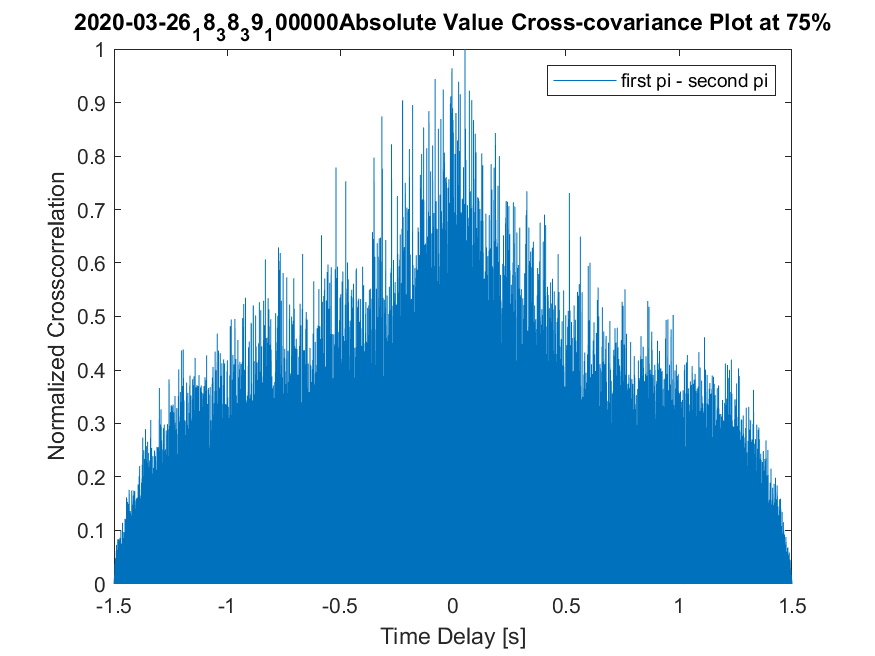 2020-03-26₁8₃8₃9₁00000Absolute Value Cross-covariance Plot at 75%
first pi - second pi
Normalized Crosscorrelation
1
0.9
0.8
0.7
0.6
0.5
0.4
0.3
0.2
0.1
0
-1.5 -1 -0.5 0 0.5 1 1.5
Time Delay [s]